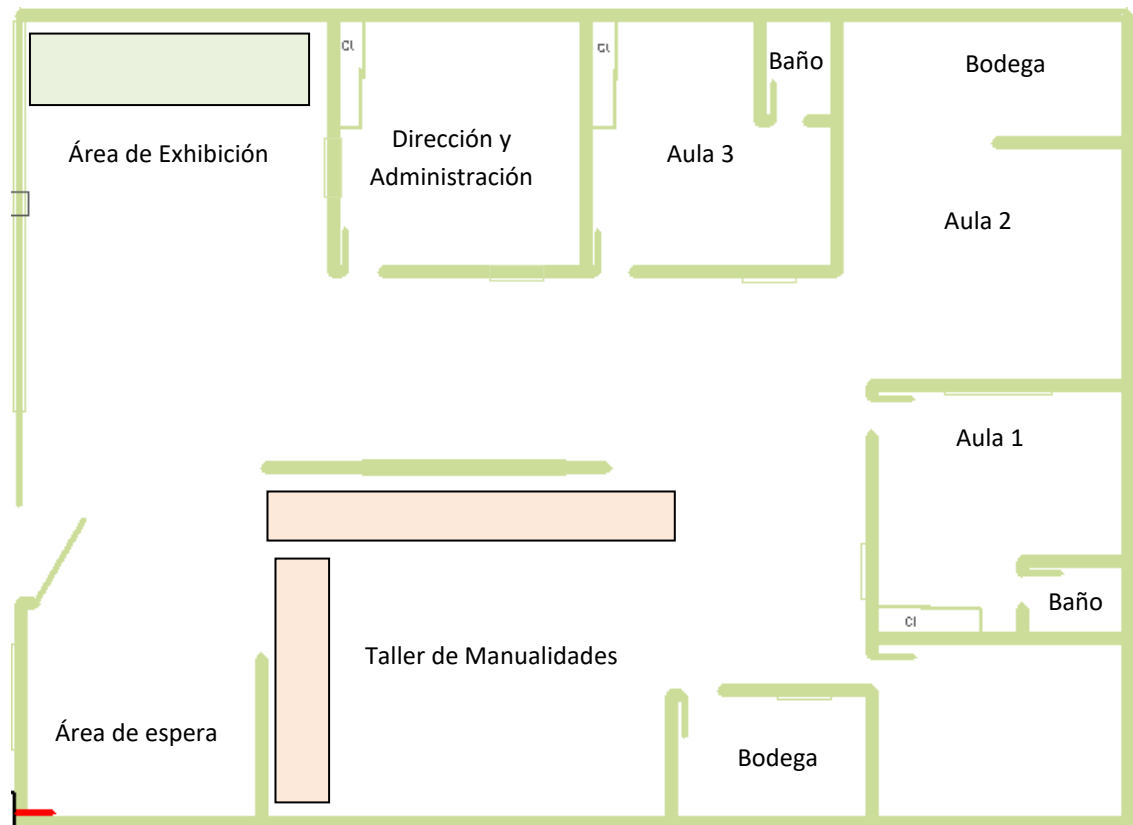 Cl
Cl
Baño
Bodega
Área de Exhibición
Dirección y
Administración
Aula 3
Aula 2
Aula 1
Baño
Cl
Taller de Manualidades
Área de espera
Bodega